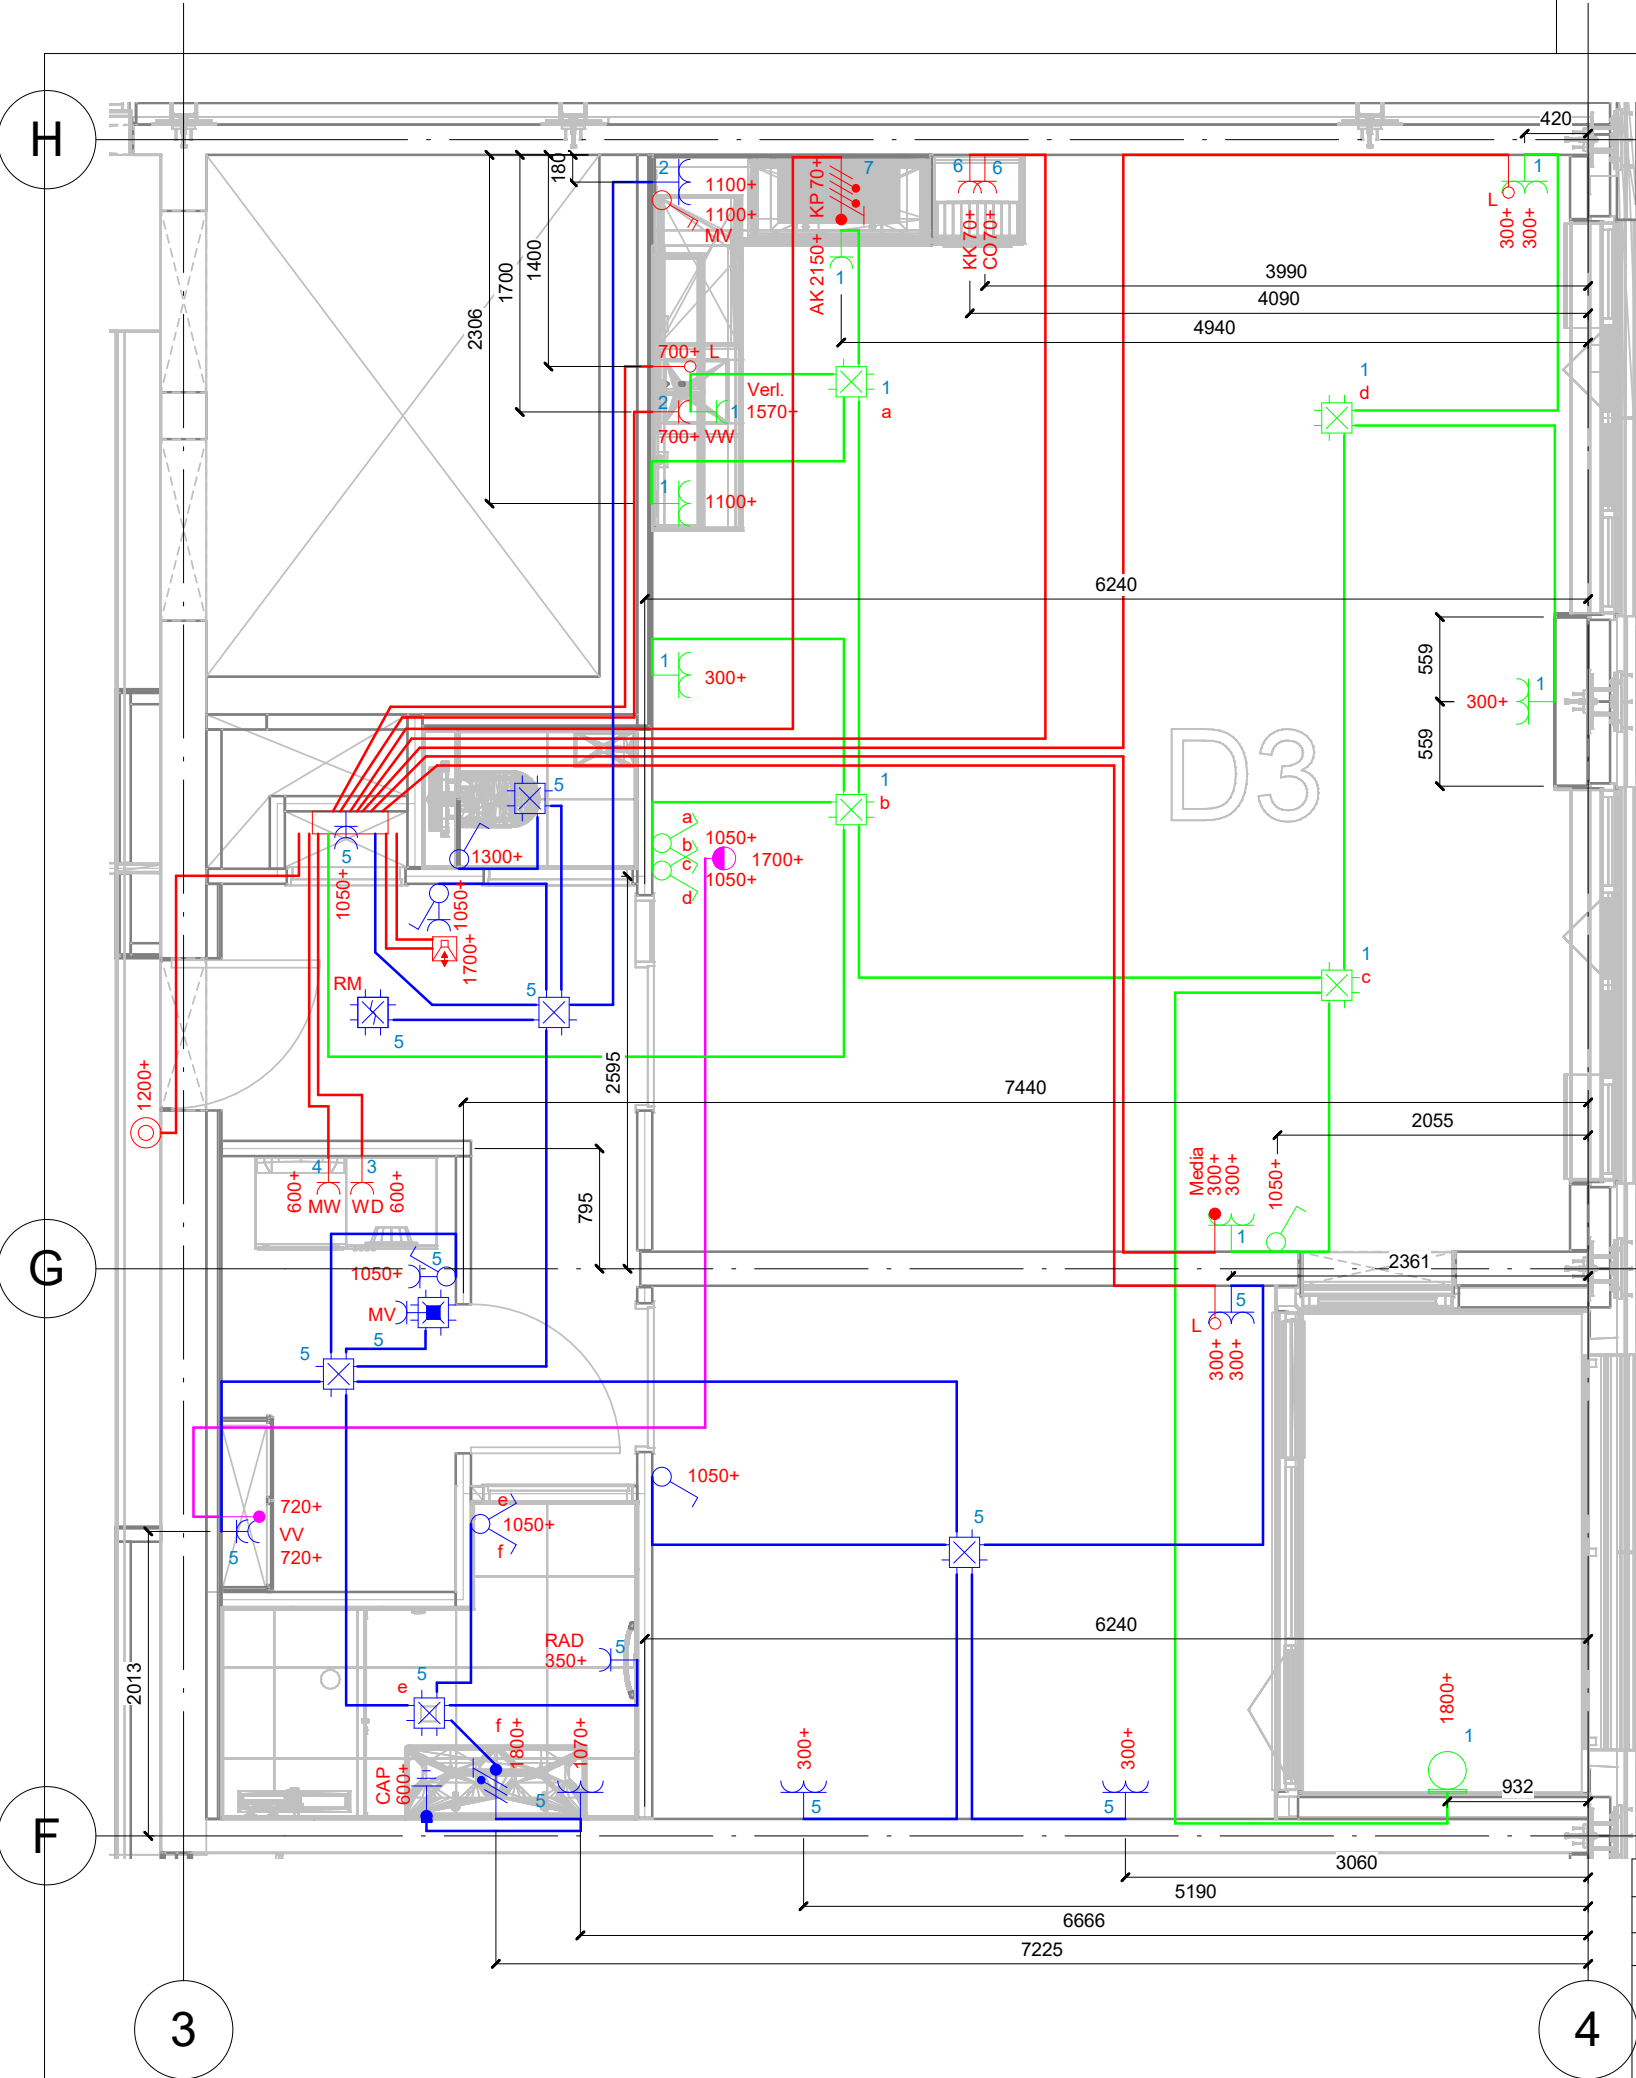 H
420
180
2
1100+
1100+
MV
KP 70+
7
6
6
KK 70+
CO 70+
1
L
300+
300+
1400
1700
2306
AK 2150+
1
3990
4090
4940
700+ L
2
Verl.
1
1570+
700+ VW
1
a
1
d
1
1100+
6240
559
559
1
300+
1
300+
D3
5
1
b
a
b
c
d
1050+
1050+
1700+
1300+
5
1050+
1050+
1700+
RM
5
5
1
c
2595
1200+
7440
2055
4
3
600+
MW
WD
600+
795
Media
300+
300+
1050+
1
G
5
1050+
2361
MV
5
5
5
L
300+
300+
1050+
720+
VV
720+
5
e
1050+
f
5
6240
RAD
350+
5
2013
5
e
f
1800+
1070+
CAP
600+
5
300+
5
300+
5
1800+
1
932
F
3060
5190
6666
7225
3
4